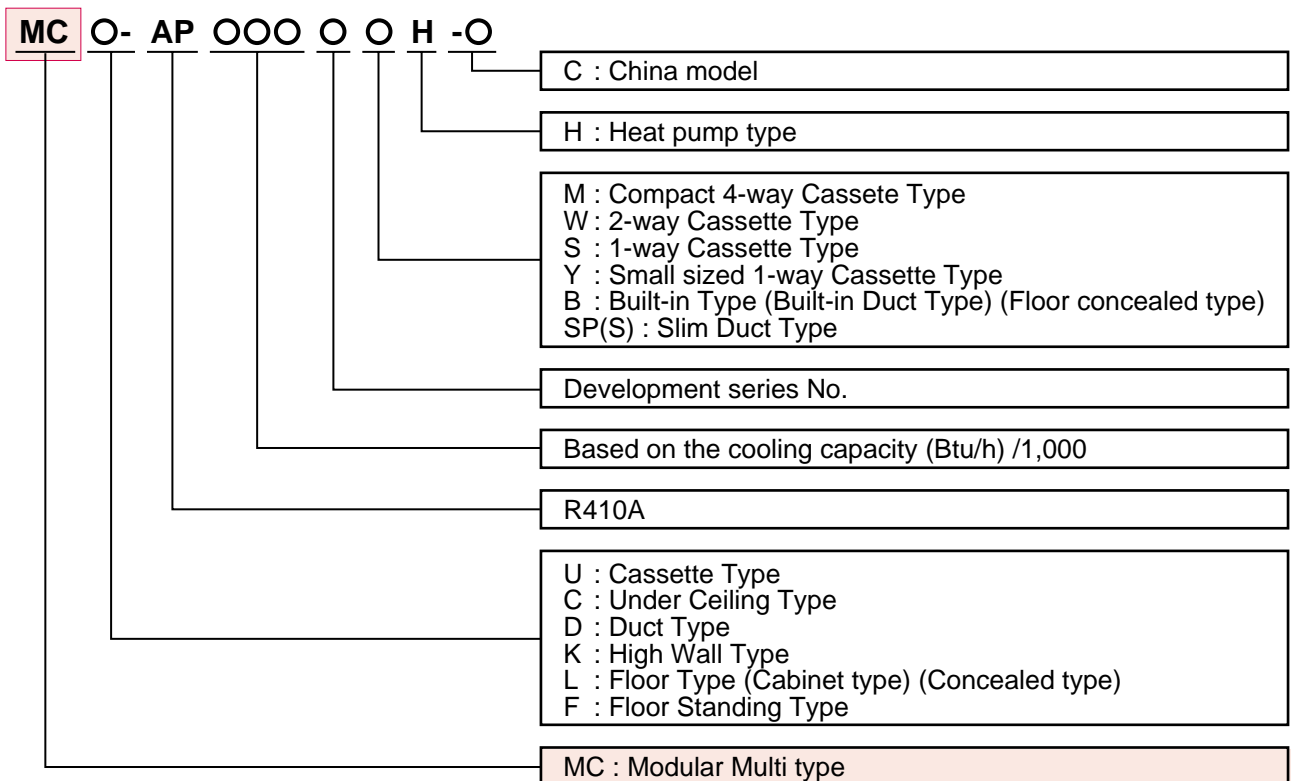 MC O- AP OOO O O H -O
C : China model
H : Heat pump type
M : Compact 4-way Cassete Type
W : 2-way Cassette Type
S : 1-way Cassette Type
Y : Small sized 1-way Cassette Type
B : Built-in Type (Built-in Duct Type) (Floor concealed type)
SP(S) : Slim Duct Type
Development series No.
Based on the cooling capacity (Btu/h) /1,000
R410A
U : Cassette Type
C : Under Ceiling Type
D : Duct Type
K : High Wall Type
L : Floor Type (Cabinet type) (Concealed type)
F : Floor Standing Type
MC : Modular Multi type